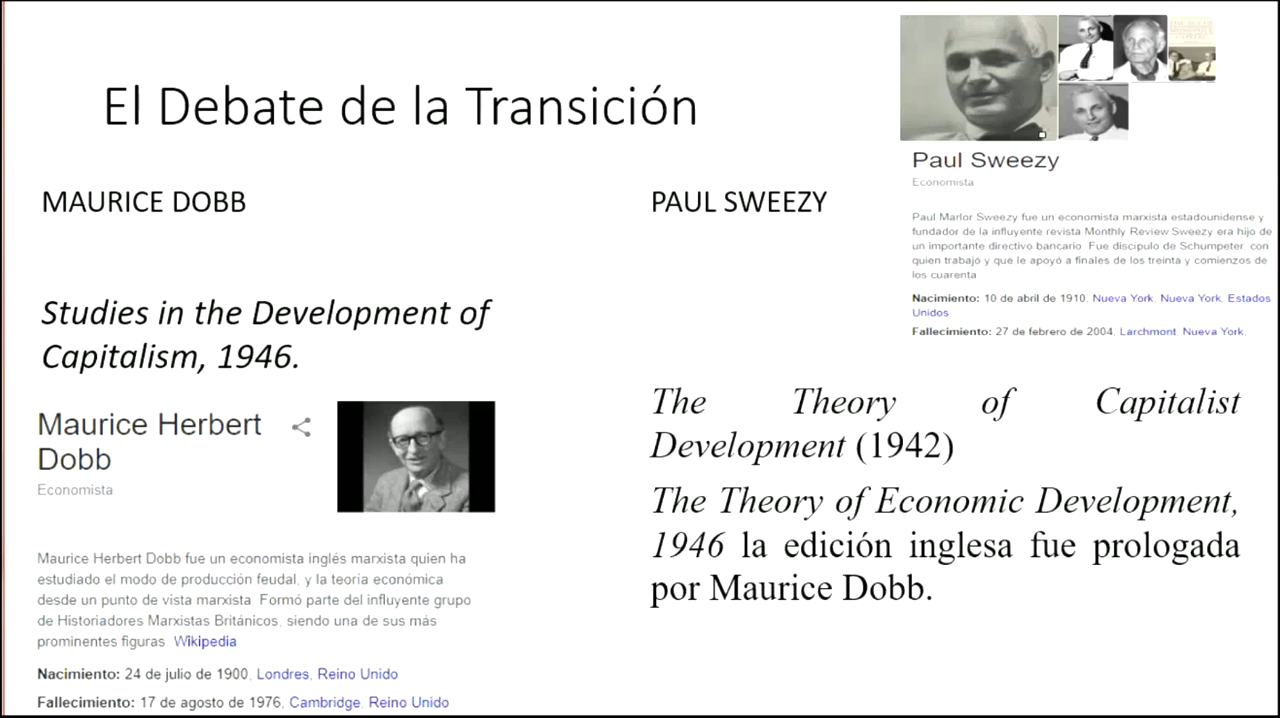 El Debate de la Transición
MAURICE DOBB
Studies in the Development of
Capitalism, 1946.
Maurice Herbert
Dobb
Economista
Maurice Herbert Dobb fue un economista inglés marxista quien ha
estudiado el modo de producción feudal, y la teoría económica
desde un punto de vista marxista Formó parte del influyente grupo
de Historiadores Marxistas Británicos, siendo una de sus más
prominentes figuras Wikipedia
Nacimiento: 24 de julio de 1900, Londres, Reino Unido
Fallecimiento: 17 de agosto de 1976, Cambridge, Reino Unido
PAUL SWEEZY
Paul Sweezy
Economista
Paul Marlor Sweezy fue un economista marxista estadounidense y
fundador de la influyente revista Monthly Review Sweezy era hijo de
un importante directivo bancario Fue discípulo de Schumpeter con
quien trabajó y que le apoyó a finales de los treinta y comienzos de
los cuarenta
Nacimiento: 10 de abril de 1910, Nueva York, Nueva York, Estados
Unidos
Fallecimiento: 27 de febrero de 2004, Larchmont, Nueva York,
The Theory of Capitalist
Development (1942)
The Theory of Economic Development,
1946 la edición inglesa fue prologada
por Maurice Dobb.